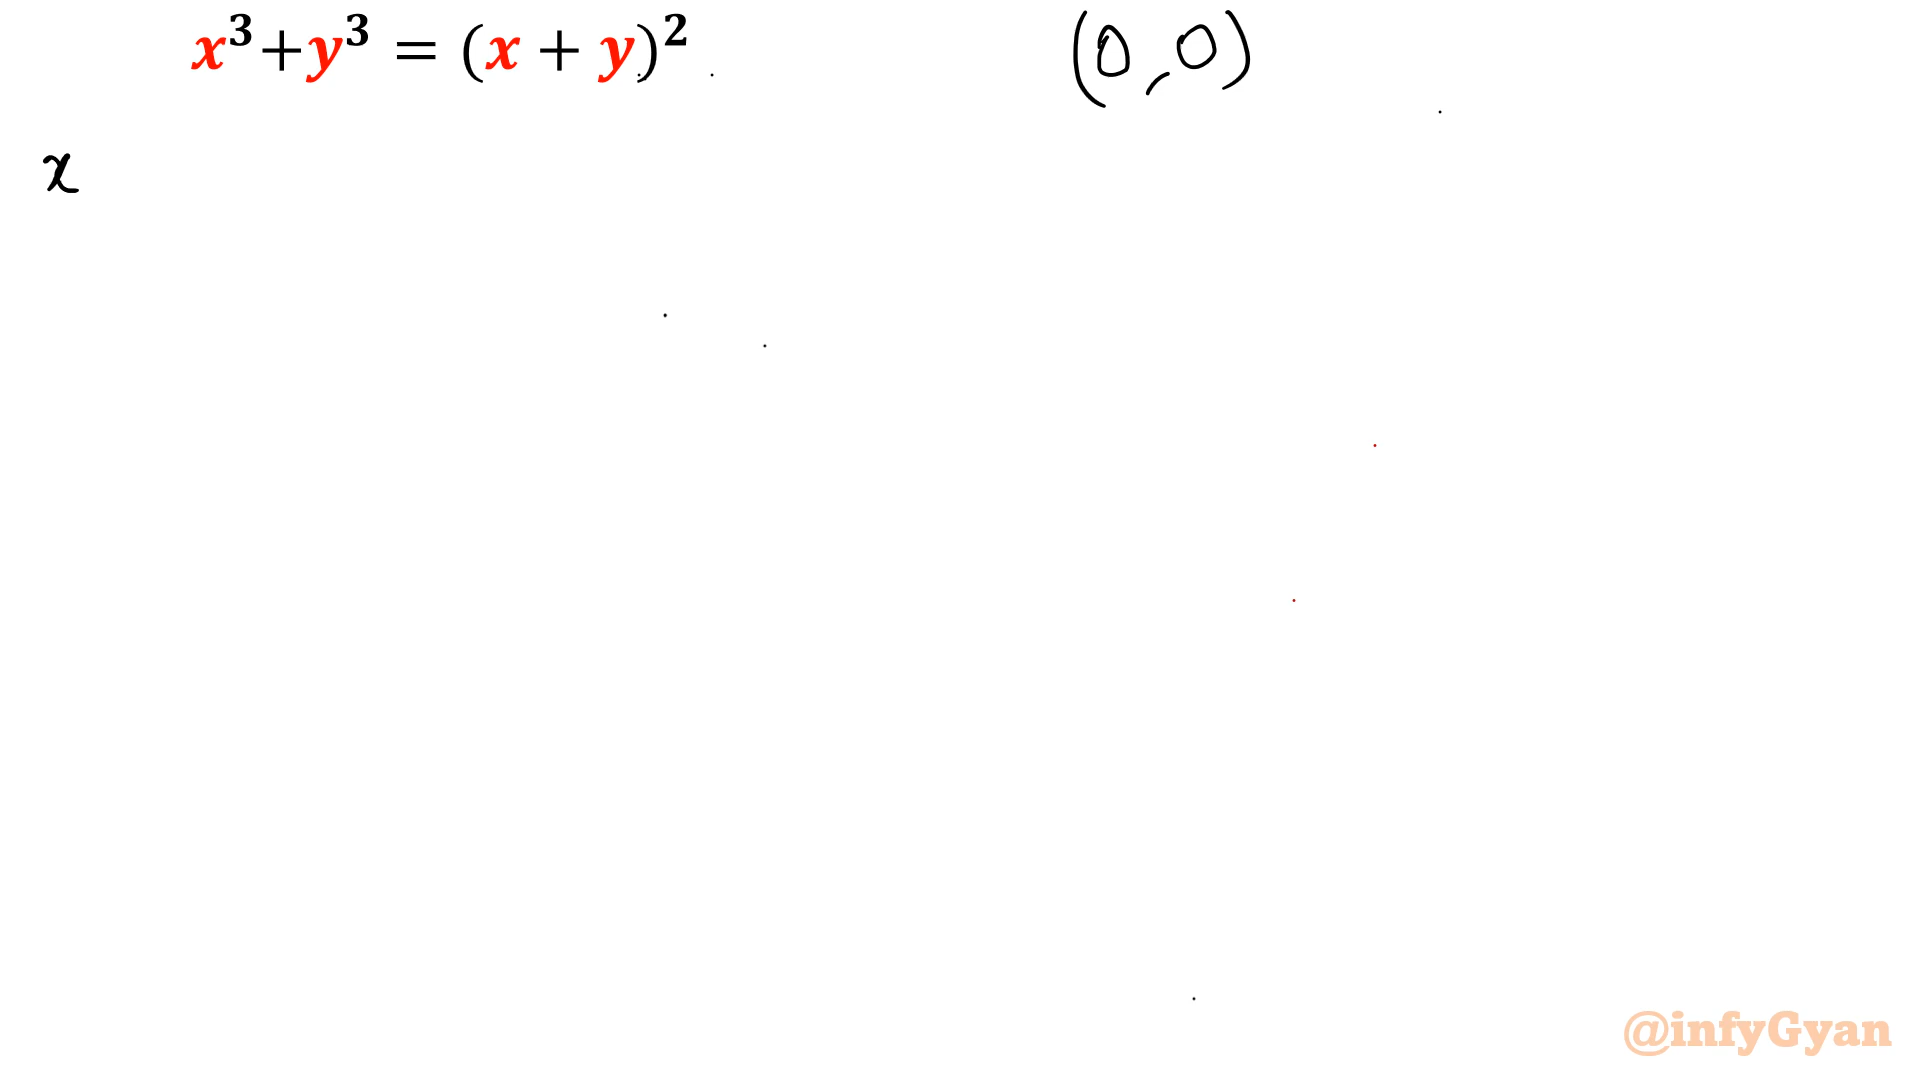 x³+y³ = (x + y)² (0,0)
x
@infyGyan